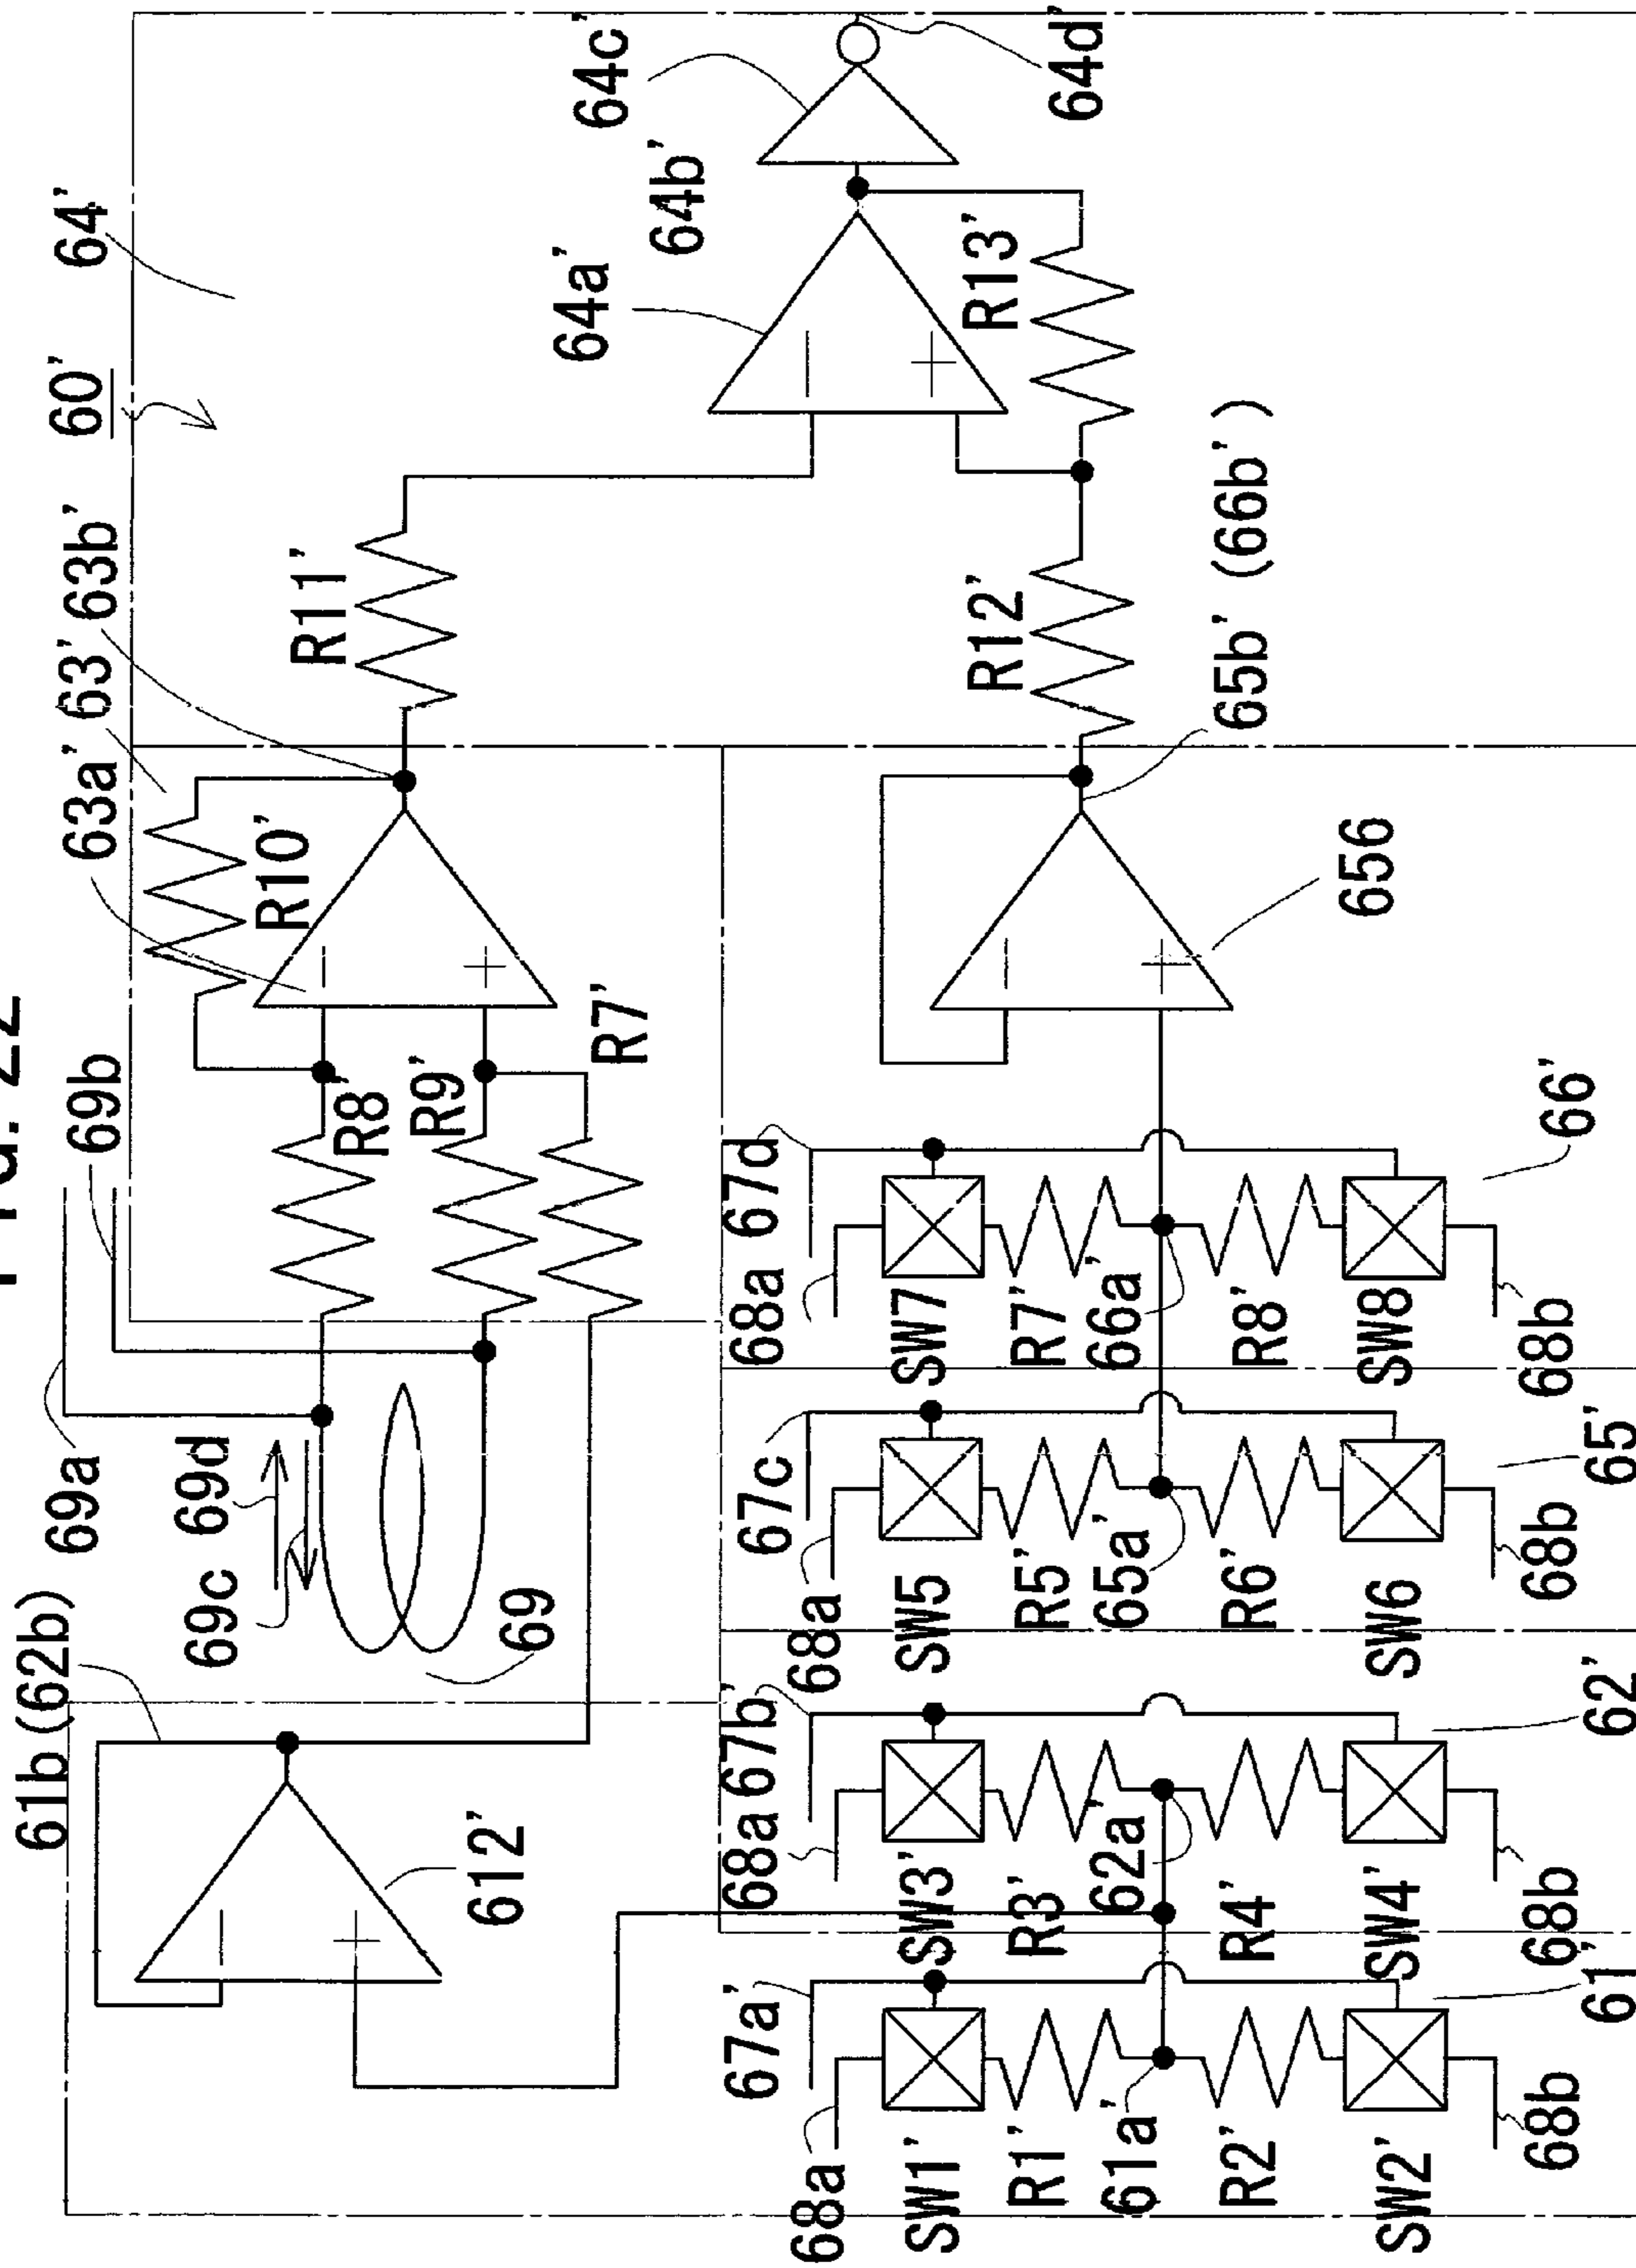 FIG. 22
60'
64'
61b(62b)
69a
69b
63a'
63'
63b'
69d
69c
R10'
R11'
64c'
64b'
64a'
64d'
612'
69
R8'
R9'
R7'
R13'
R12'
67a'
68a
67b'
68a
67c
68a
67d
68a
SW1'
SW3'
SW5
SW7
R1'
R3'
R5'
R7'
61a'
62a'
65a'
66a'
656
65b' (66b')
R2'
R4'
R6'
R8'
SW2'
SW4'
SW6
SW8
68b
68b
68b
68b
61'
62'
65'
66'